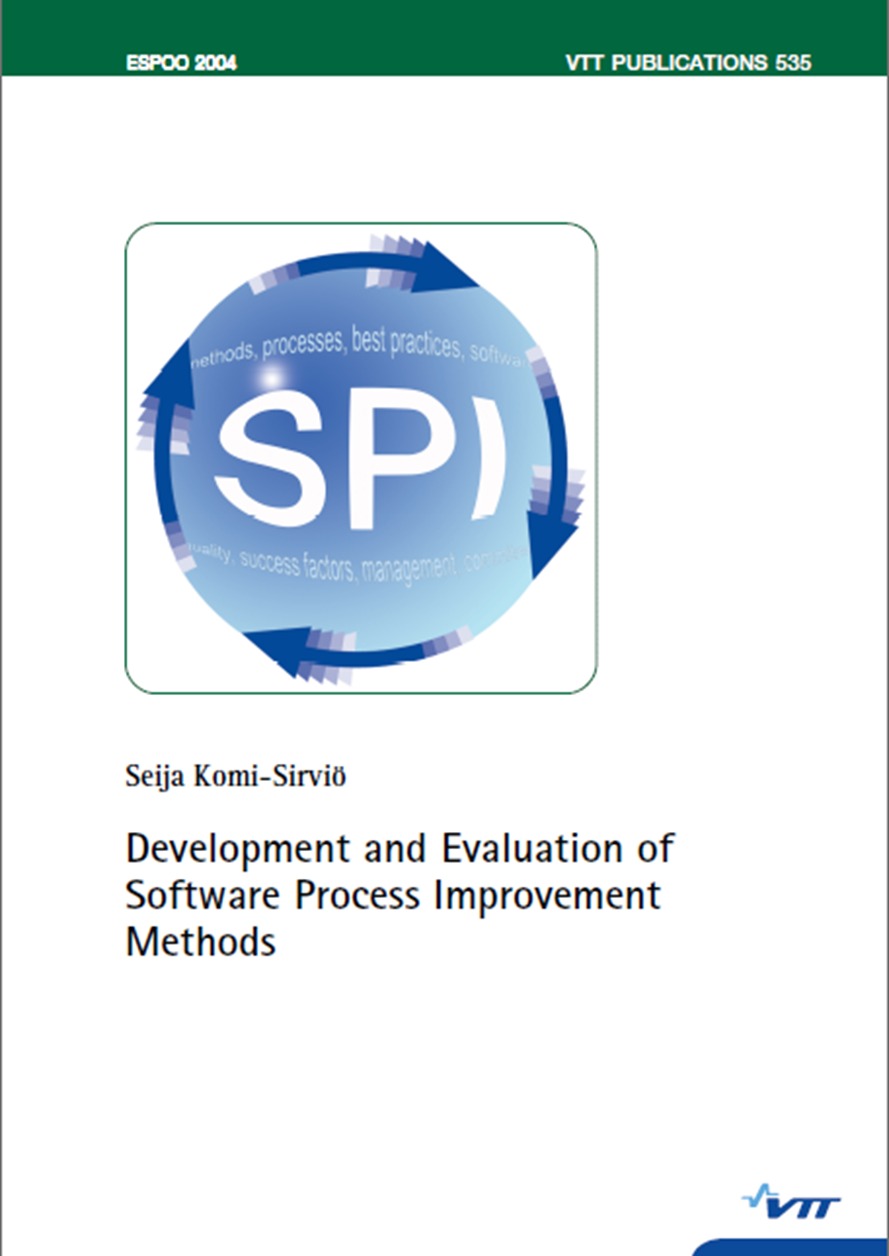 ESPOO 2004
VTT PUBLICATIONS 535
methods, processes, best practices, softwa
SPI
uality, success factors, management,
Seija Komi-Sirviö
Development and Evaluation of
Software Process Improvement
Methods
VTT